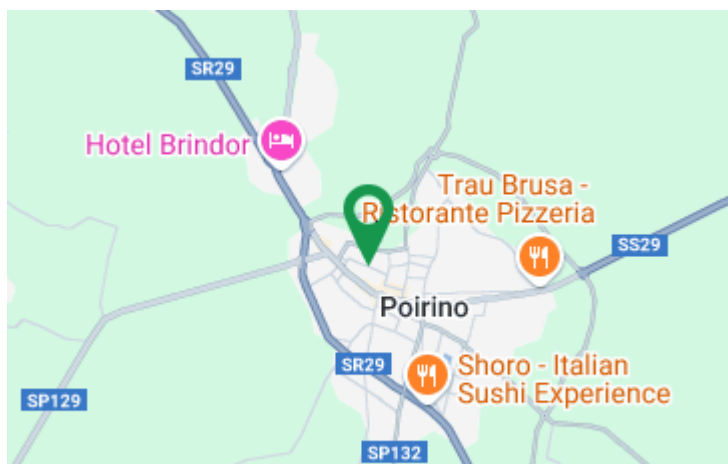 SR29
Hotel Brindor
Trau Brusa -
Ristorante Pizzeria
SS29
Poirino
SR29
Shoro - Italian
Sushi Experience
SP129
SP132